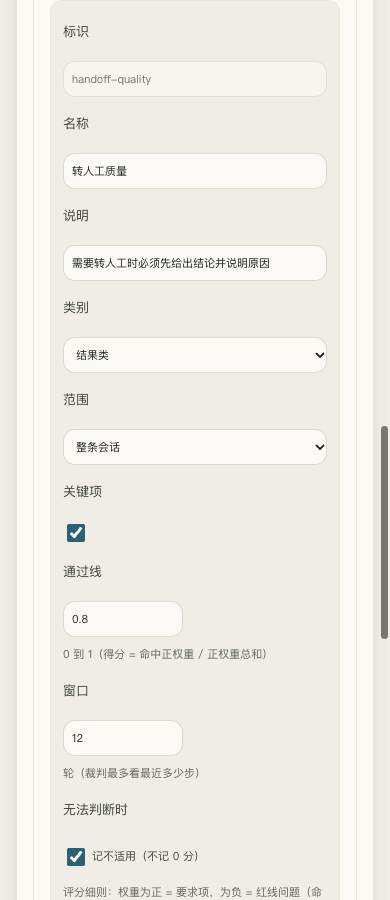 标识
handoff-quality
名称
转人工质量
说明
需要转人工时必须先给出结论并说明原因
类别
结果类
范围
整条会话
关键项
通过线
0.8
0 到 1（得分 = 命中正权重 / 正权重总和）
窗口
12
轮（裁判最多看最近多少步）
无法判断时
记不适用（不记 0 分）
评分细则：权重为正 = 要求项，为负 = 红线问题（命